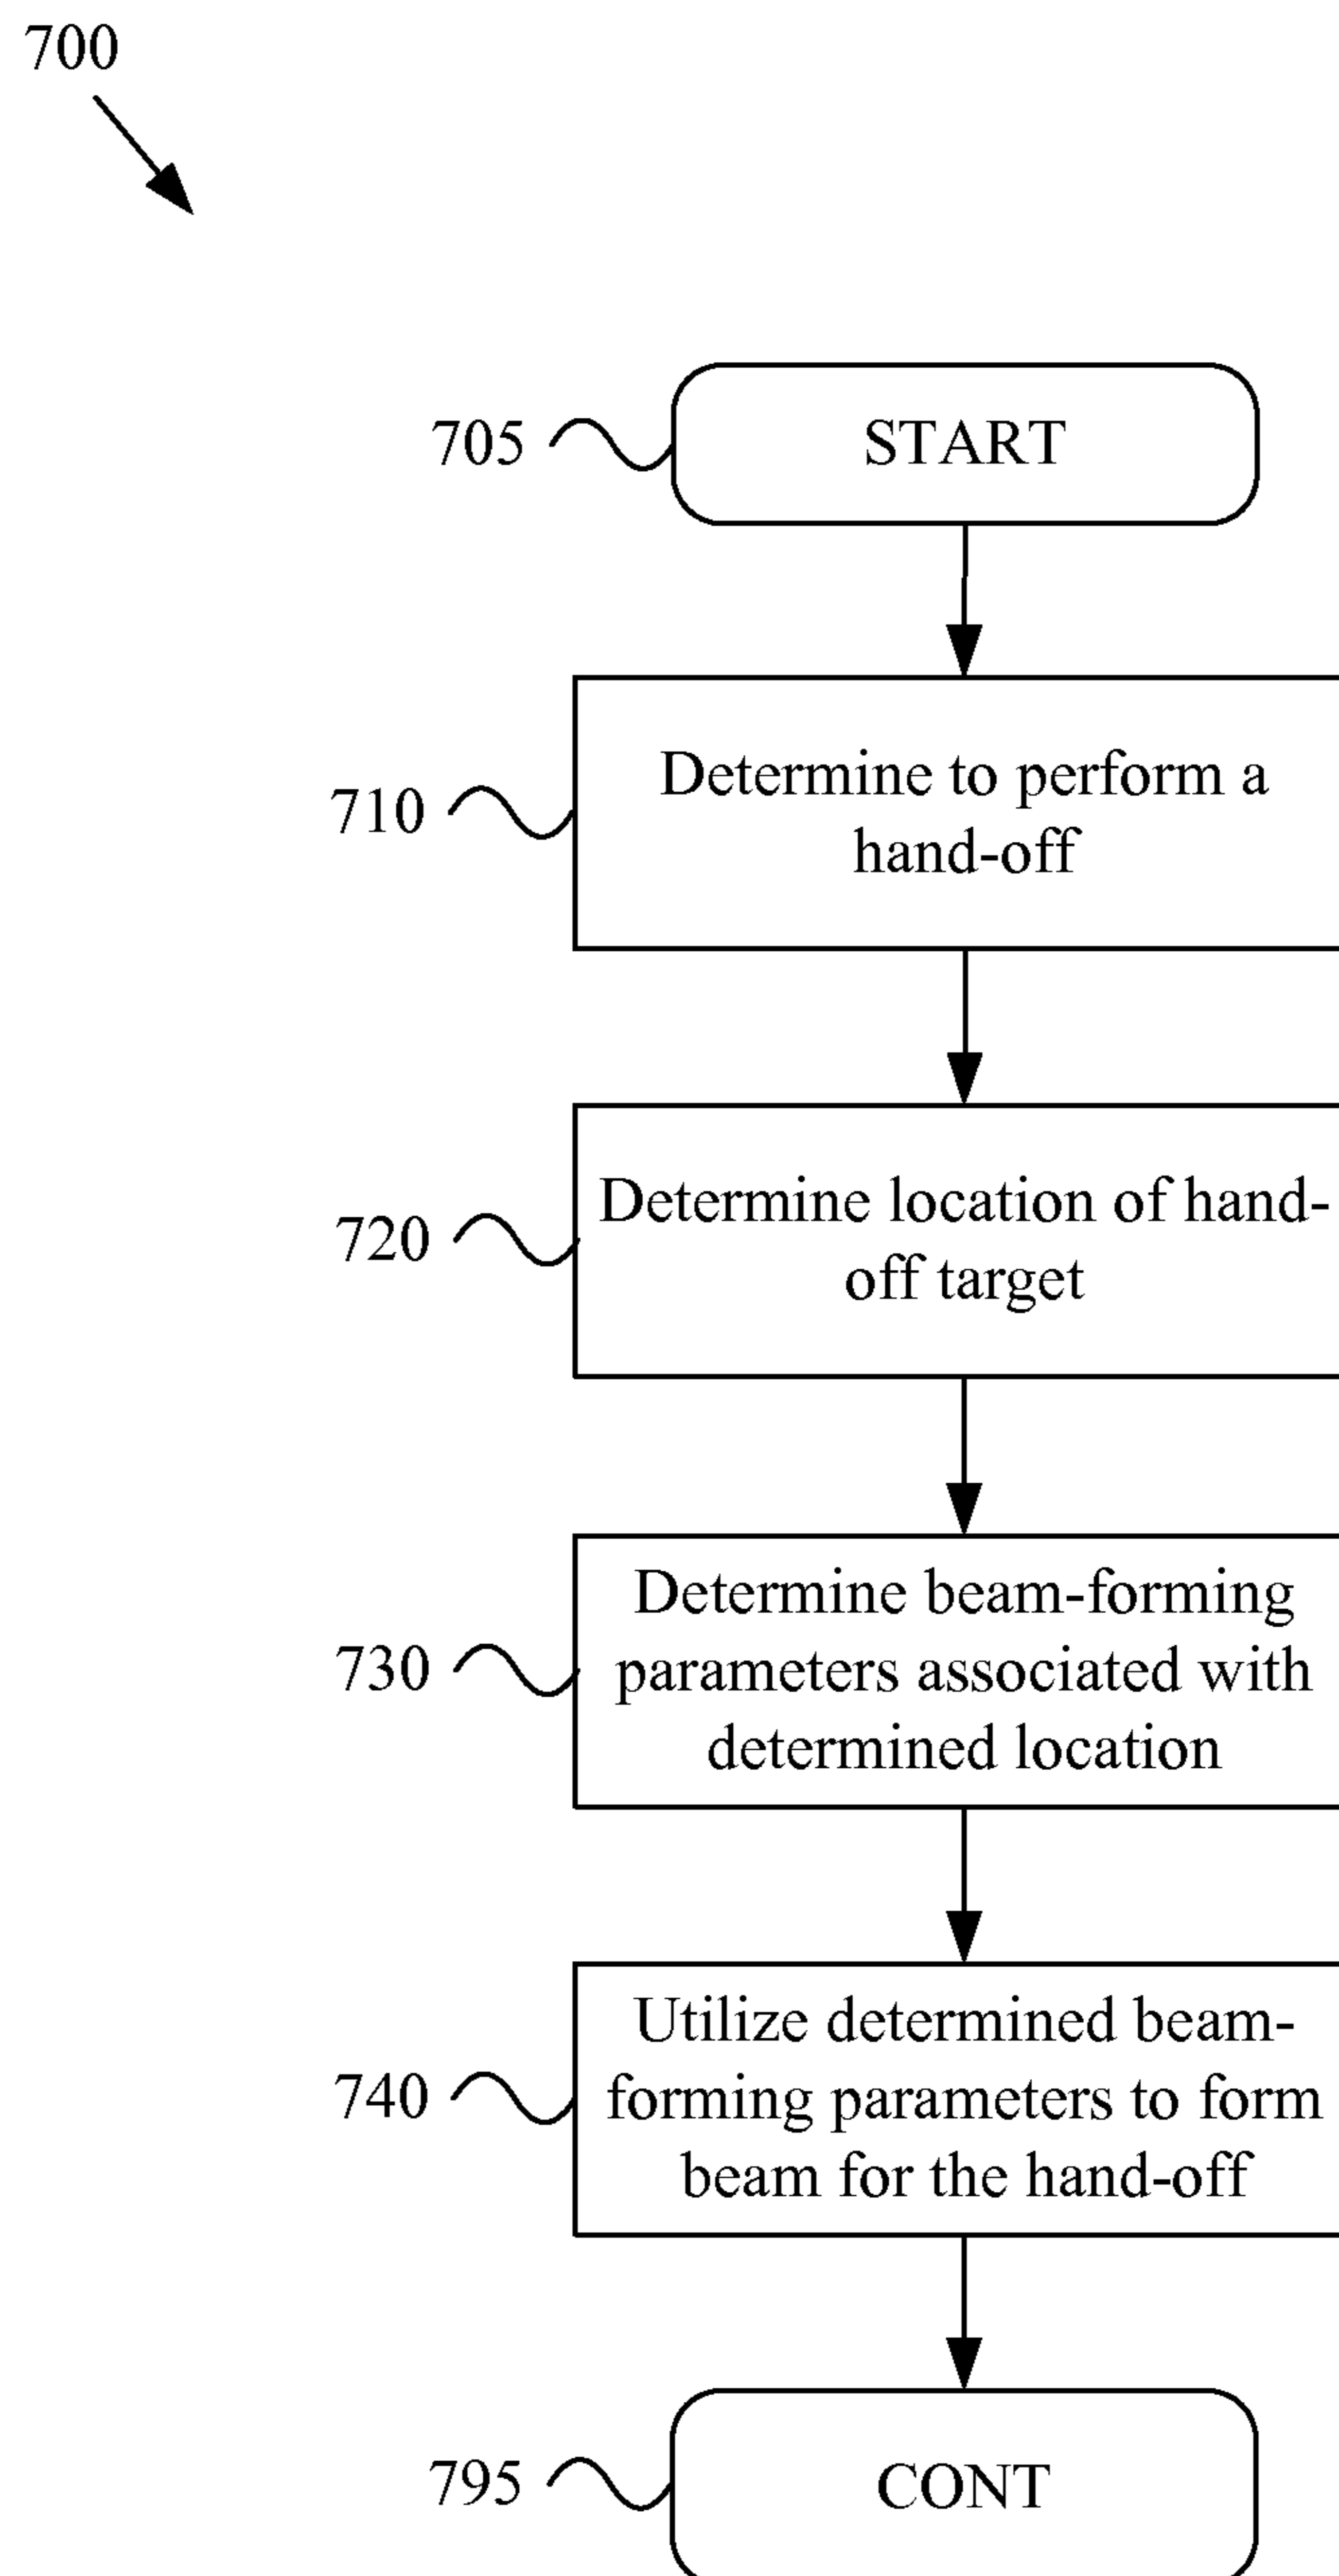 700
705
START
710
Determine to perform a
hand-off
720
Determine location of hand-
off target
730
Determine beam-forming
parameters associated with
determined location
740
Utilize determined beam-
forming parameters to form
beam for the hand-off
795
CONT